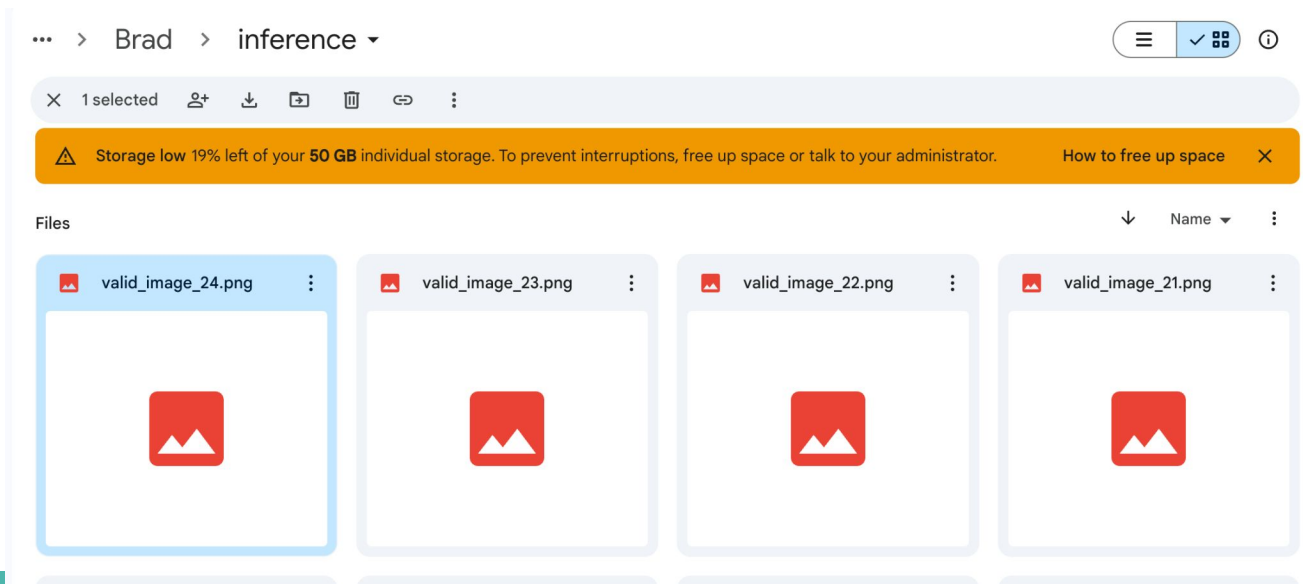 ... > Brad > inference
1 selected
Storage low 19% left of your 50 GB individual storage. To prevent interruptions, free up space or talk to your administrator. How to free up space
Files Name
valid_image_24.png valid_image_23.png valid_image_22.png valid_image_21.png